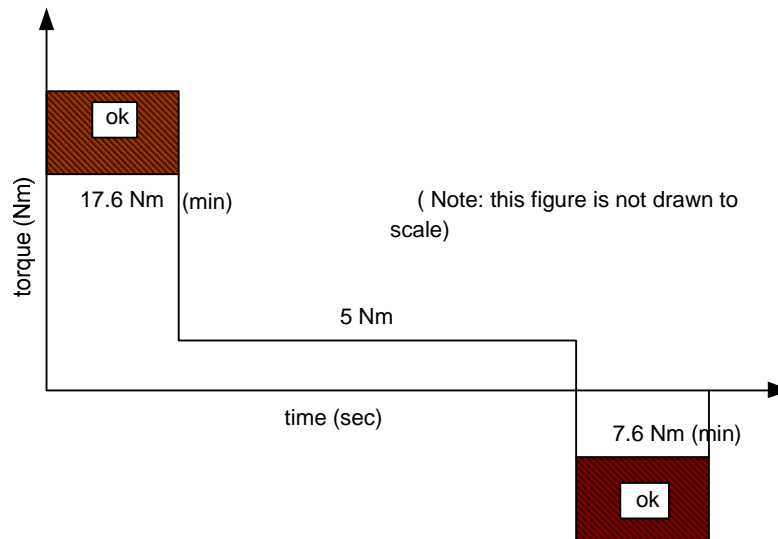 ok
torque (Nm)
17.6 Nm (min)
( Note: this figure is not drawn to
scale)
5 Nm
time (sec)
7.6 Nm (min)
ok